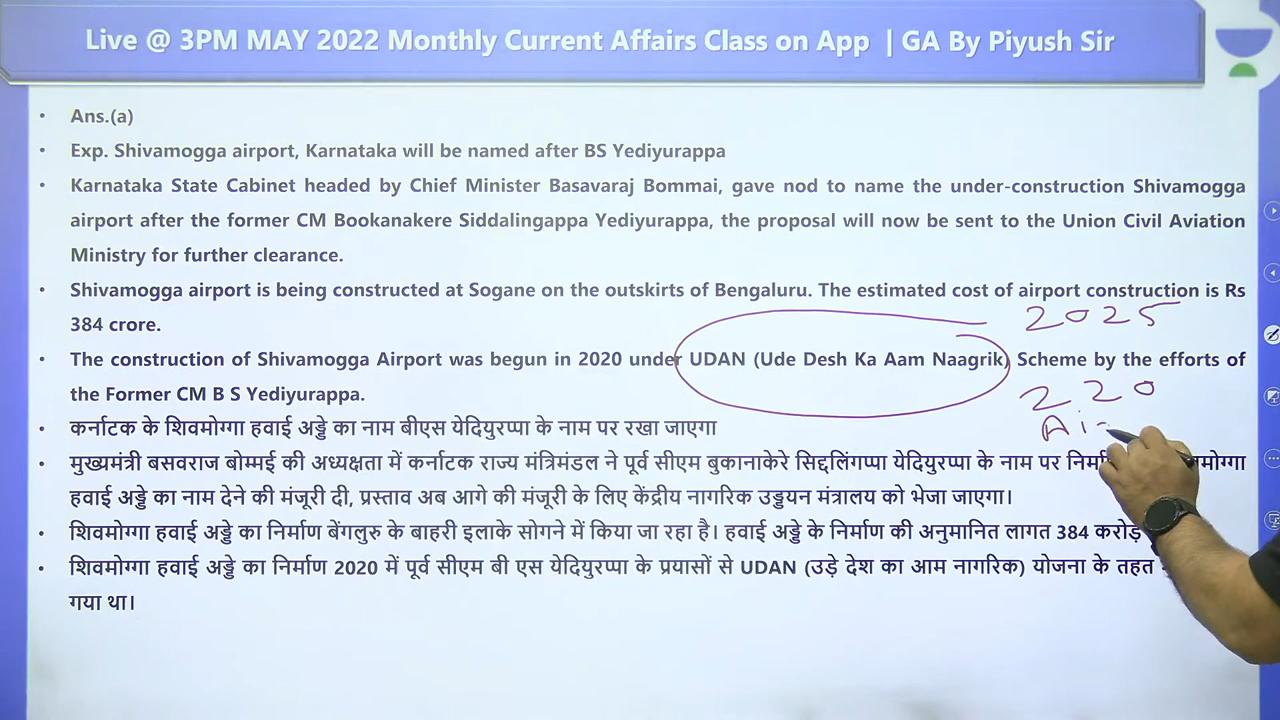 Live @ 3PM MAY 2022 Monthly Current Affairs Class on App | GA By Piyush Sir
• Ans.(a)
• Exp. Shivamogga airport, Karnataka will be named after BS Yediyurappa
• Karnataka State Cabinet headed by Chief Minister Basavaraj Bommai, gave nod to name the under-construction Shivamogga
airport after the former CM Bookanakere Siddalingappa Yediyurappa, the proposal will now be sent to the Union Civil Aviation
Ministry for further clearance.
• Shivamogga airport is being constructed at Sogane on the outskirts of Bengaluru. The estimated cost of airport construction is Rs
384 crore.
2025
• The construction of Shivamogga Airport was begun in 2020 under UDAN (Ude Desh Ka Aam Naagrik) Scheme by the efforts of
the Former CM B S Yediyurappa.
220
Ai
• कर्नाटक के शिवमोग्गा हवाई अड्डे का नाम बीएस येदियुरप्पा के नाम पर रखा जाएगा
• मुख्यमंत्री बसवराज बोम्मई की अध्यक्षता में कर्नाटक राज्य मंत्रिमंडल ने पूर्व सीएम बुकानाकेरे सिद्दलिंगप्पा येदियुरप्पा के नाम पर
हवाई अड्डे का नाम देने की मंजूरी दी, प्रस्ताव अब आगे की मंजूरी के लिए केंद्रीय नागरिक उड्डयन मंत्रालय को भेजा जाएगा।
• शिवमोग्गा हवाई अड्डे का निर्माण बेंगलुरु के बाहरी इलाके सोगने में किया जा रहा है। हवाई अड्डे के निर्माण की अनुमानित लागत 384 करोड़
• शिवमोग्गा हवाई अड्डे का निर्माण 2020 में पूर्व सीएम बी एस येदियुरप्पा के प्रयासों से UDAN (उड़े देश का आम नागरिक) योजना के तहत
गया था।